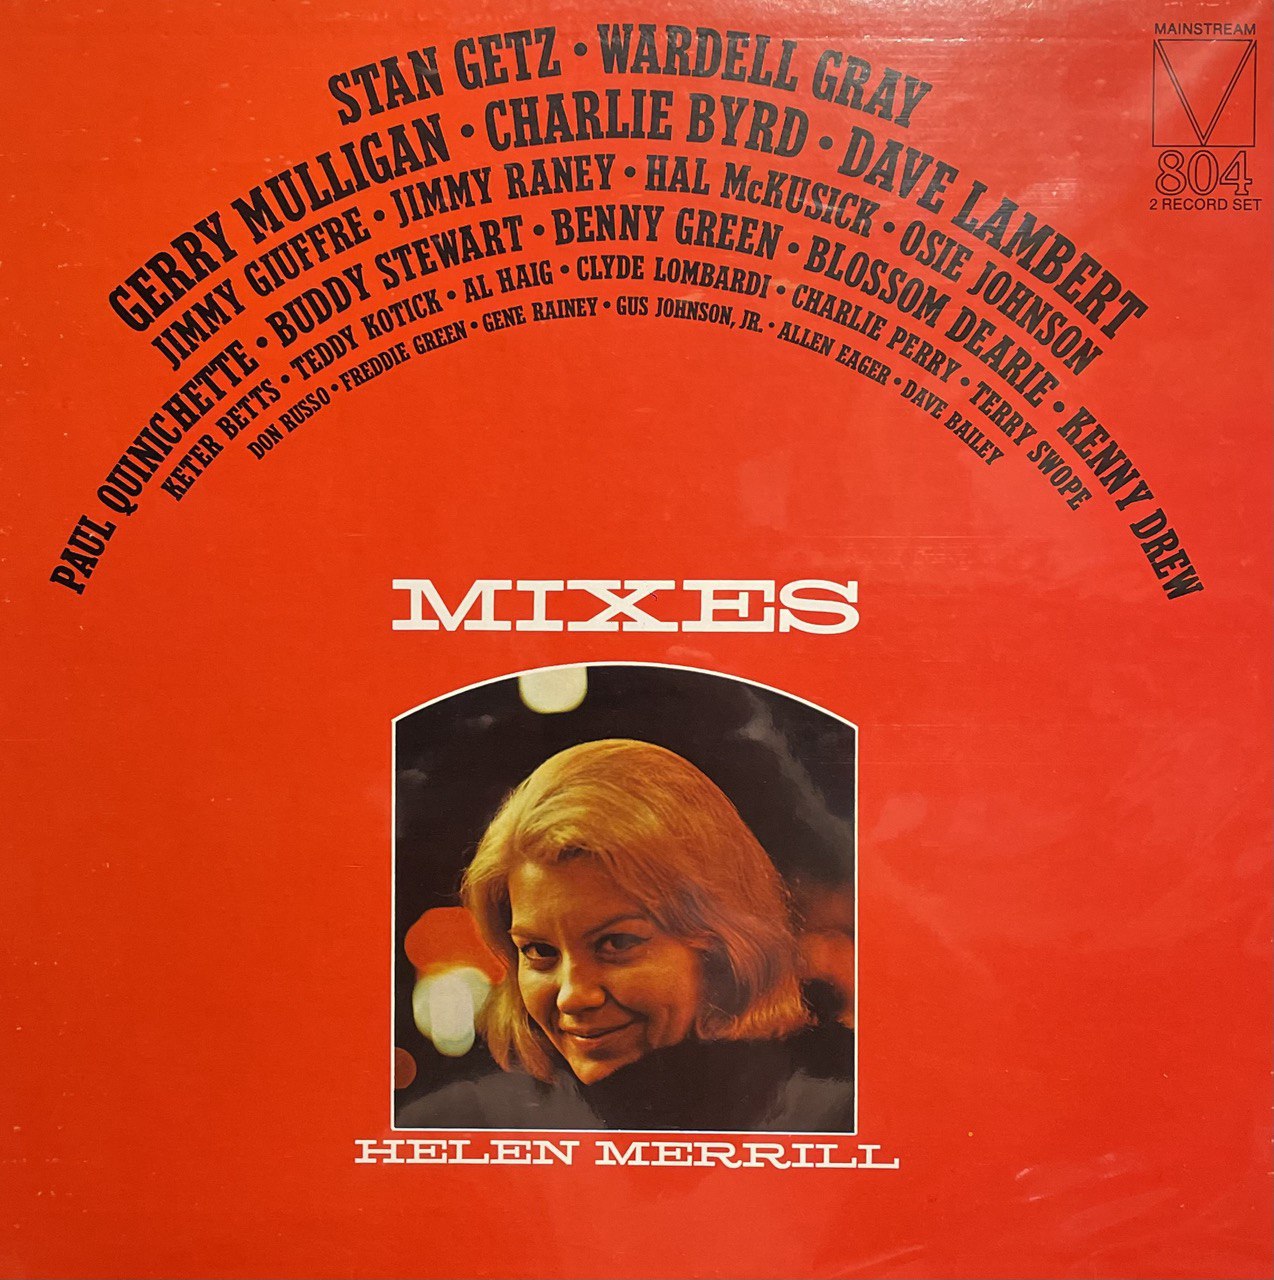 MAINSTREAM
804
2 RECORD SET
STAN GETZ · WARDELL GRAY
GERRY MULLIGAN · CHARLIE BYRD · DAVE LAMBERT
JIMMY GIUFFRE · JIMMY RANEY · HAL McKUSICK · OSIE JOHNSON
PAUL QUINICHETTE · BUDDY STEWART · BENNY GREEN · BLOSSOM DEARIE · KENNY DREW
KETER BETTS · TEDDY KOTICK · AL HAIG · CLYDE LOMBARDI · CHARLIE PERRY · TERRY SWOPE
DON RUSSO · FREDDIE GREEN · GENE RAINEY · GUS JOHNSON, JR. · ALLEN EAGER · DAVE BAILEY
MIXES
HELEN MERRILL